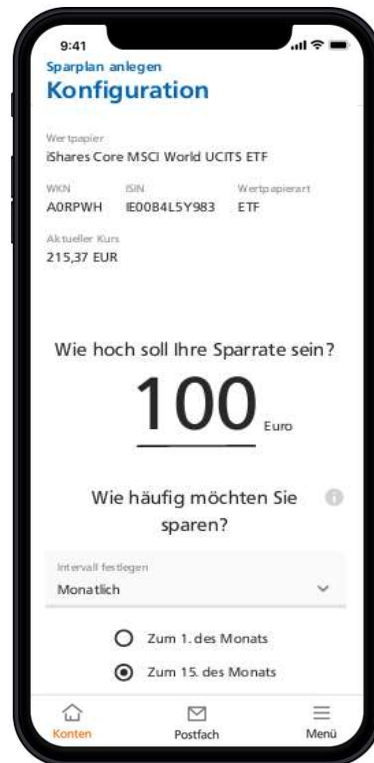 9:41
Sparplan anlegen
Konfiguration
Wertpapier
iShares Core MSCI World UCITS ETF
WKN ISIN Wertpapierart
A0RPWH IE00B4L5Y983 ETF
Aktueller Kurs
215,37 EUR
Wie hoch soll Ihre Sparrate sein?
100 Euro
Wie häufig möchten Sie
sparen?
Intervall festlegen
Monatlich
Zum 1. des Monats
Zum 15. des Monats
Konten Postfach Menü